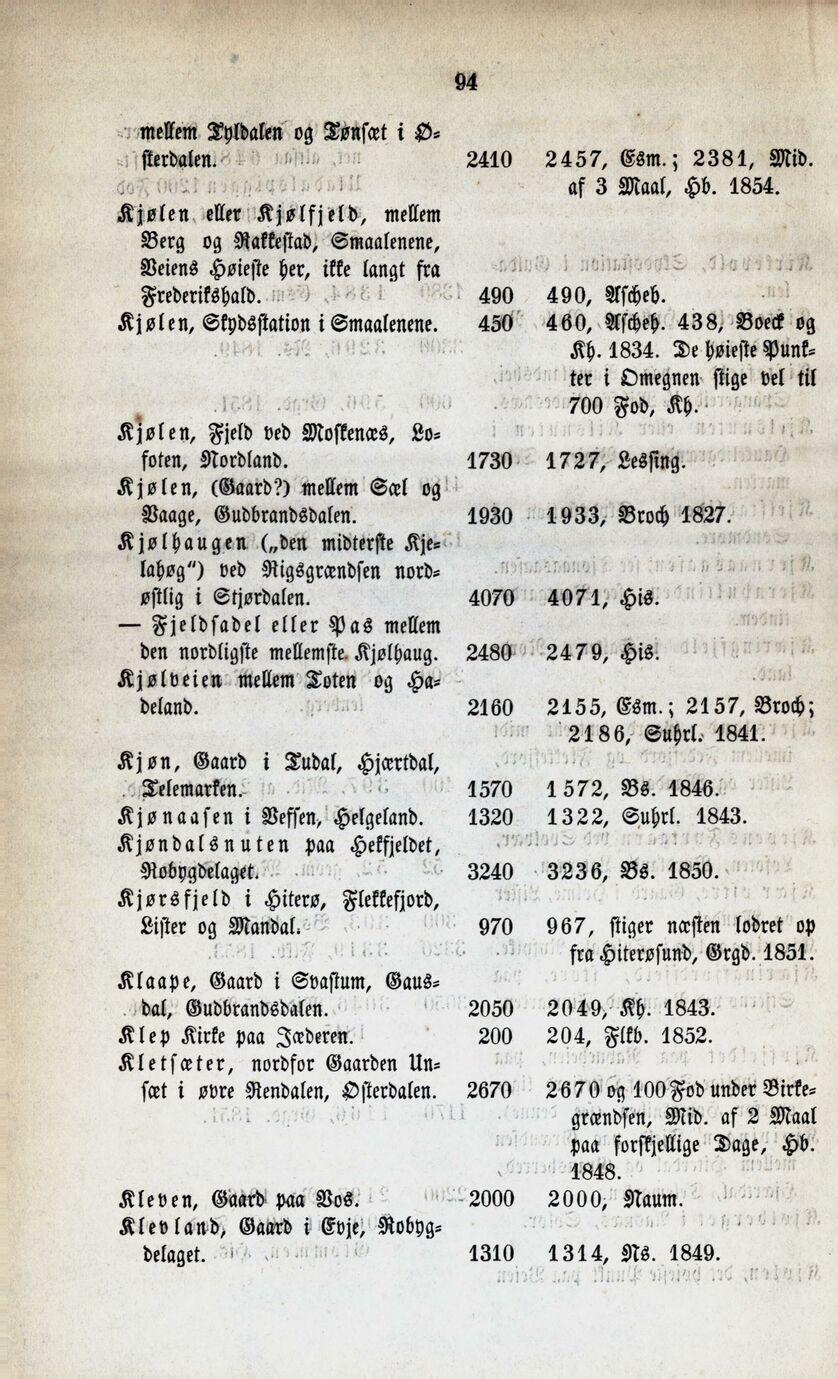 94
mellem Tyldalen og Tønsæt i Ø-
sterdalen. 2410 2457, Esm.; 2381, Mid.
af 3 Maal, Hb. 1854.
Kjølen eller Kjølfjeld, mellem
Berg og Rakkestad, Smaalenene,
Veiens Høieste her, ikke langt fra
Frederikshald. 490 490, Ascheb.
Kjølen, Skydsstation i Smaalenene. 450 460, Ascheh. 438, Boeck og
Kh. 1834. De høieste Punk-
ter i Omegnen stige vel til
700 Fod, Kh.
Kjølen, Fjeld ved Moskenæs, Lo-
foten, Nordland. 1730 1727, Lessing.
Kjølen, (Gaard?) mellem Sæl og
Vaage, Gudbrandsdalen. 1930 1933, Broch 1827.
Kjølhaugen („den midterste Kje-
lahøg") ved Rigsgrændsen nord-
østlig i Stjørdalen. 4070 4071, His.
— Fjeldsadel eller Pas mellem
den nordligste mellemste Kjølhaug. 2480 2479, His.
Kjølveien mellem Toten og Ha-
deland. 2160 2155, Esm.; 2157, Broch;
2186, Suhrl. 1841.
Kjøn, Gaard i Tudal, Hjærtdal,
Telemarken. 1570 1572, Bs. 1846.
Kjønaasen i Vefsen, Helgeland. 1320 1322, Suhrl. 1843.
Kjøndalsnuten paa Hekfjeldet,
Robygdelaget. 3240 3236, Bs. 1850.
Kjørsfjeld i Hiterø, Flekkefjord,
Lister og Mandal. 970 967, stiger næsten lodret op
fra Hiterøsund, Grgd. 1851.
Klaape, Gaard i Svastum, Gaus-
dal, Gudbrandsdalen. 2050 2049, Kh. 1843.
Klep Kirke paa Jæderen. 200 204, Flkb. 1852.
Kletsæter, nordfor Gaarden Un-
sæt i øvre Rendalen, Østerdalen. 2670 2670 og 100 Fod under Birke-
grændsen, Mid. af 2 Maal
paa forskjellige Dage, Hb.
1848.
Kleven, Gaard paa Vos. 2000 2000, Naum.
Klevland, Gaard i Evje, Robyg-
delaget. 1310 1314, Ns. 1849.